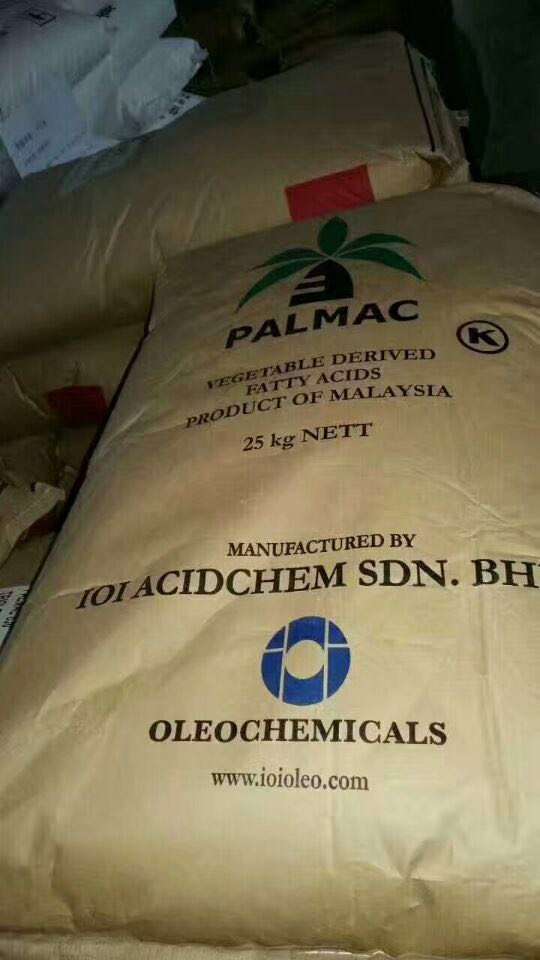 PALMAC
K
VEGETABLE DERIVED
FATTY ACIDS
PRODUCT OF MALAYSIA
25 kg NETT
MANUFACTURED BY
IOI ACIDCHEM SDN. BH
OLEOCHEMICALS
www.ioioleo.com